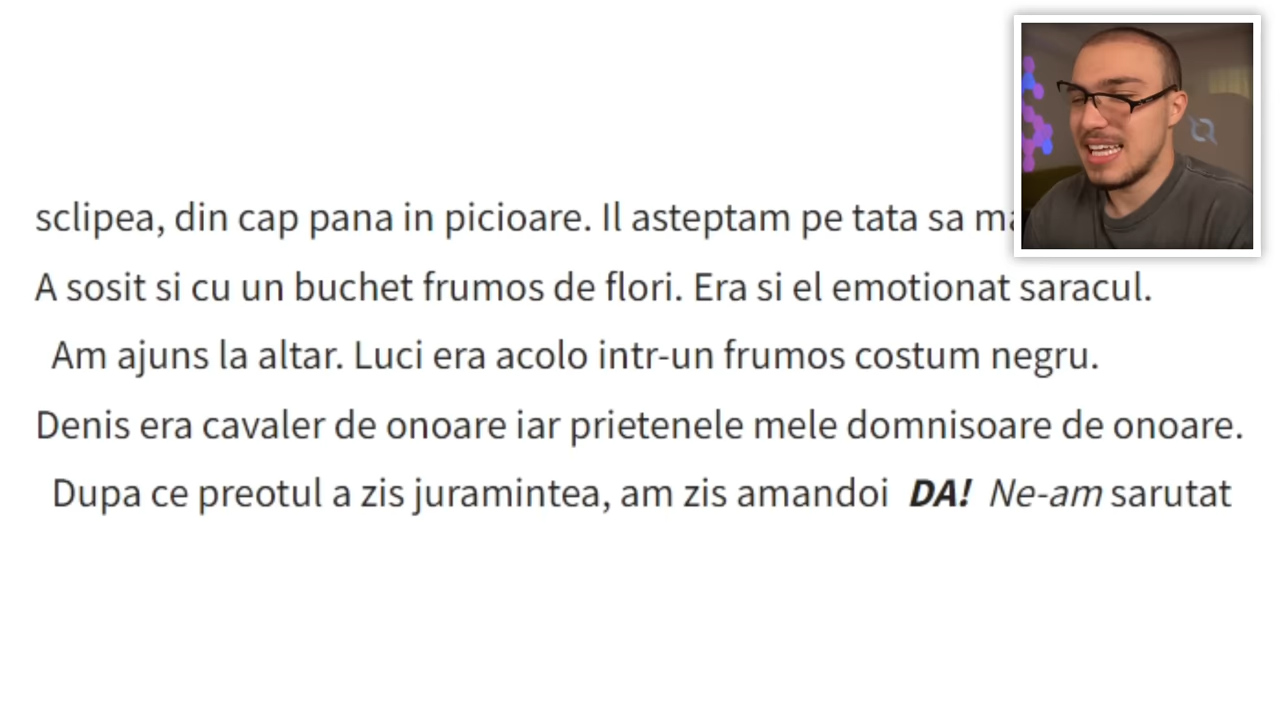 sclipea, din cap pana in picioare. Il asteptam pe tata sa
A sosit si cu un buchet frumos de flori. Era si el emotionat saracul.
Am ajuns la altar. Luci era acolo intr-un frumos costum negru.
Denis era cavaler de onoare iar prietenele mele domnisoare de onoare.
Dupa ce preotul a zis juramintea, am zis amandoi DA! Ne-am sarutat